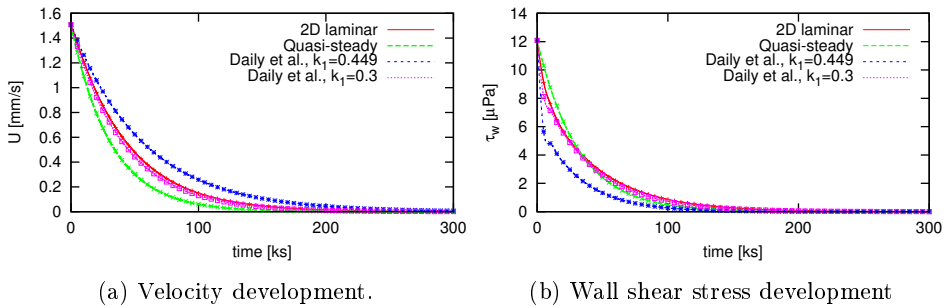 1.6
1.4
1.2
1
0.8
0.6
0.4
0.2
0
U [mm/s]
0 100 200 300
time [ks]
2D laminar
Quasi-steady
Daily et al., k₁=0.449
Daily et al., k₁=0.3
(a) Velocity development.
14
12
10
8
6
4
2
0
τw [μPa]
0 100 200 300
time [ks]
2D laminar
Quasi-steady
Daily et al., k₁=0.449
Daily et al., k₁=0.3
(b) Wall shear stress development